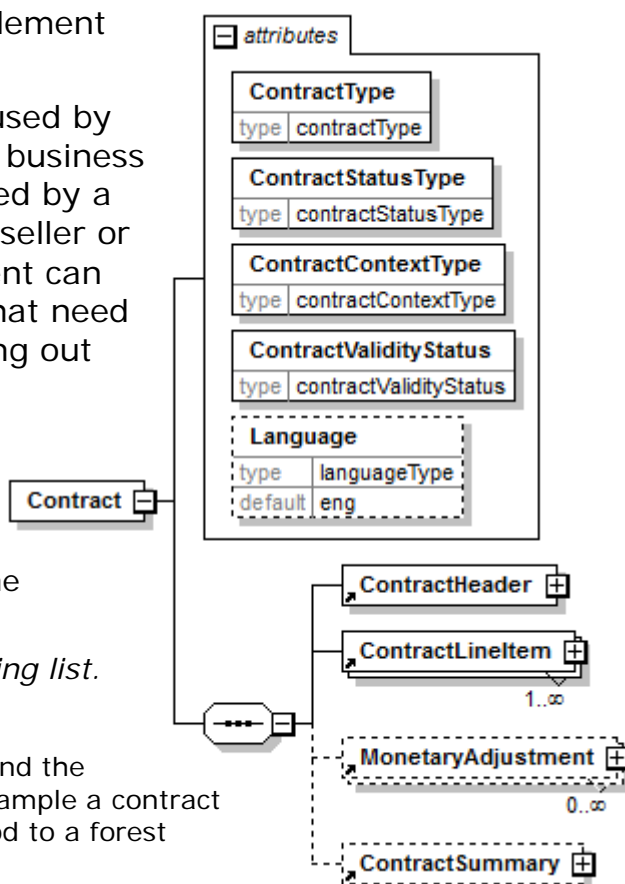 lement
used by
business
ed by a
seller or
ent can
hat need
ng out
ne
ing list.
nd the
ample a contract
od to a forest
attributes
ContractType
type contractType
ContractStatusType
type contractStatusType
ContractContextType
type contractContextType
ContractValidityStatus
type contractValidityStatus
Language
type languageType
default eng
Contract
ContractHeader
ContractLineItem
1..∞
MonetaryAdjustment
0..∞
ContractSummary